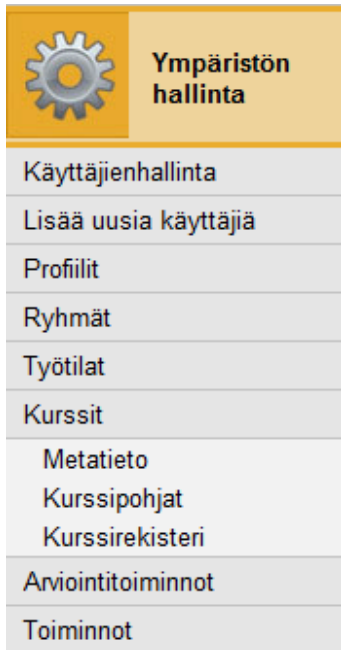 Ympäristön
hallinta
Käyttäjienhallinta
Lisää uusia käyttäjiä
Profiilit
Ryhmät
Työtilat
Kurssit
Metatieto
Kurssipohjat
Kurssirekisteri
Arviointitoiminnot
Toiminnot